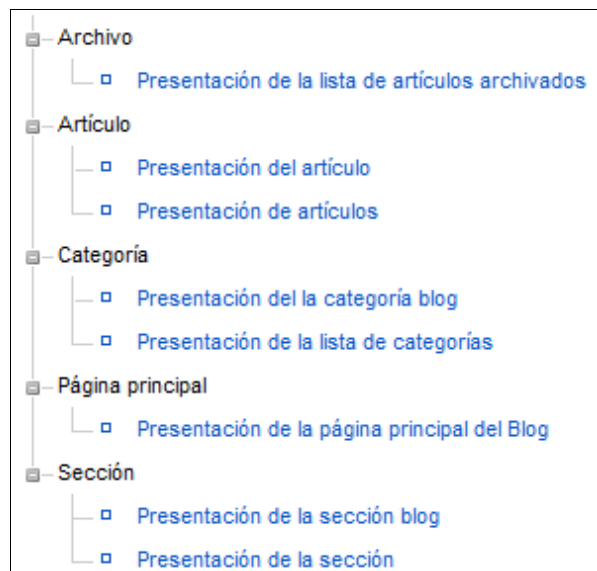 Archivo
Presentación de la lista de artículos archivados
Artículo
Presentación del artículo
Presentación de artículos
Categoría
Presentación del la categoría blog
Presentación de la lista de categorías
Página principal
Presentación de la página principal del Blog
Sección
Presentación de la sección blog
Presentación de la sección